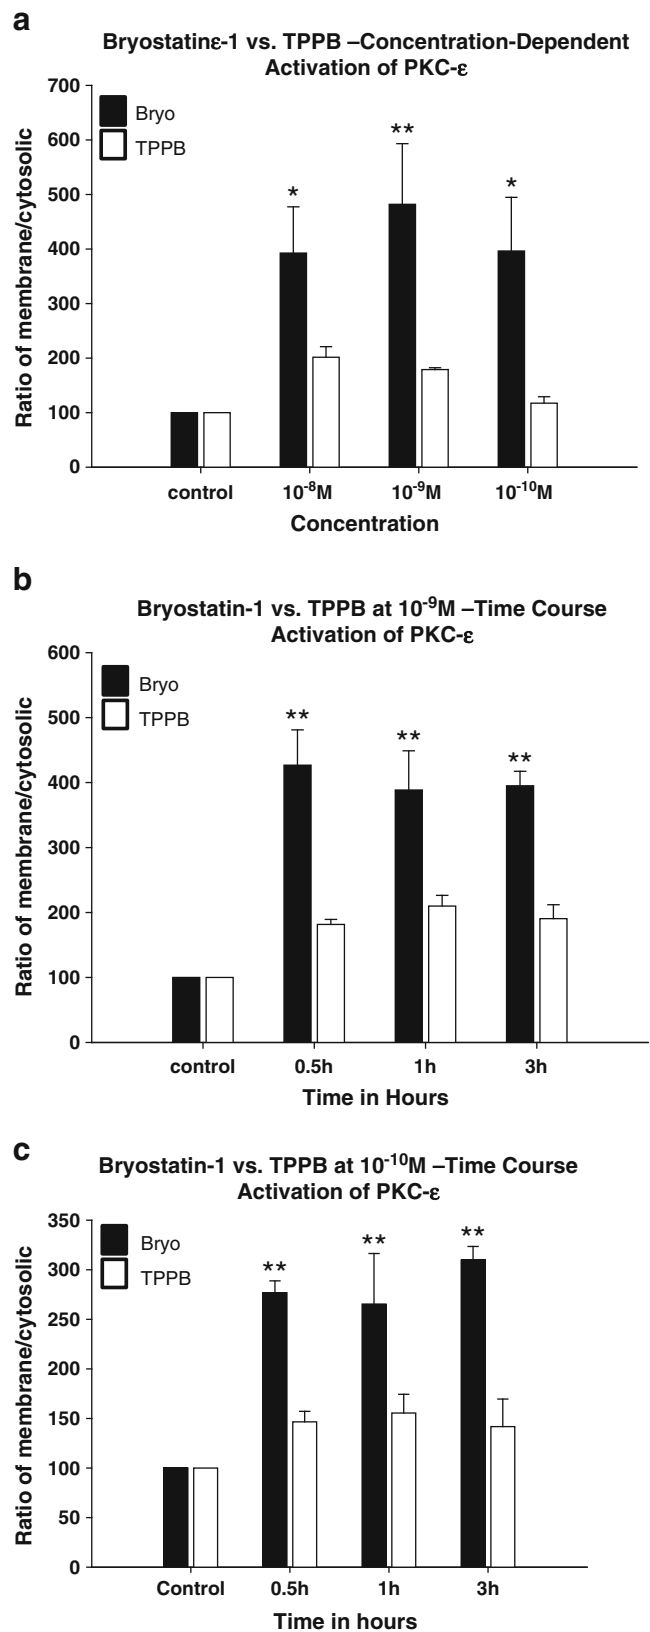 a
Bryostatinε-1 vs. TPPB –Concentration-Dependent
Activation of PKC-ε
Ratio of membrane/cytosolic
700
600
500
400
300
200
100
0
Bryo
TPPB
*
**
*
control 10⁻⁸M 10⁻⁹M 10⁻¹⁰M
Concentration
b
Bryostatin-1 vs. TPPB at 10⁻⁹M –Time Course
Activation of PKC-ε
Ratio of membrane/cytosolic
600
500
400
300
200
100
0
Bryo
TPPB
**
**
**
control 0.5h 1h 3h
Time in Hours
c
Bryostatin-1 vs. TPPB at 10⁻¹⁰M –Time Course
Activation of PKC-ε
Ratio of membrane/cytosolic
350
300
250
200
150
100
50
0
Bryo
TPPB
**
**
**
Control 0.5h 1h 3h
Time in hours